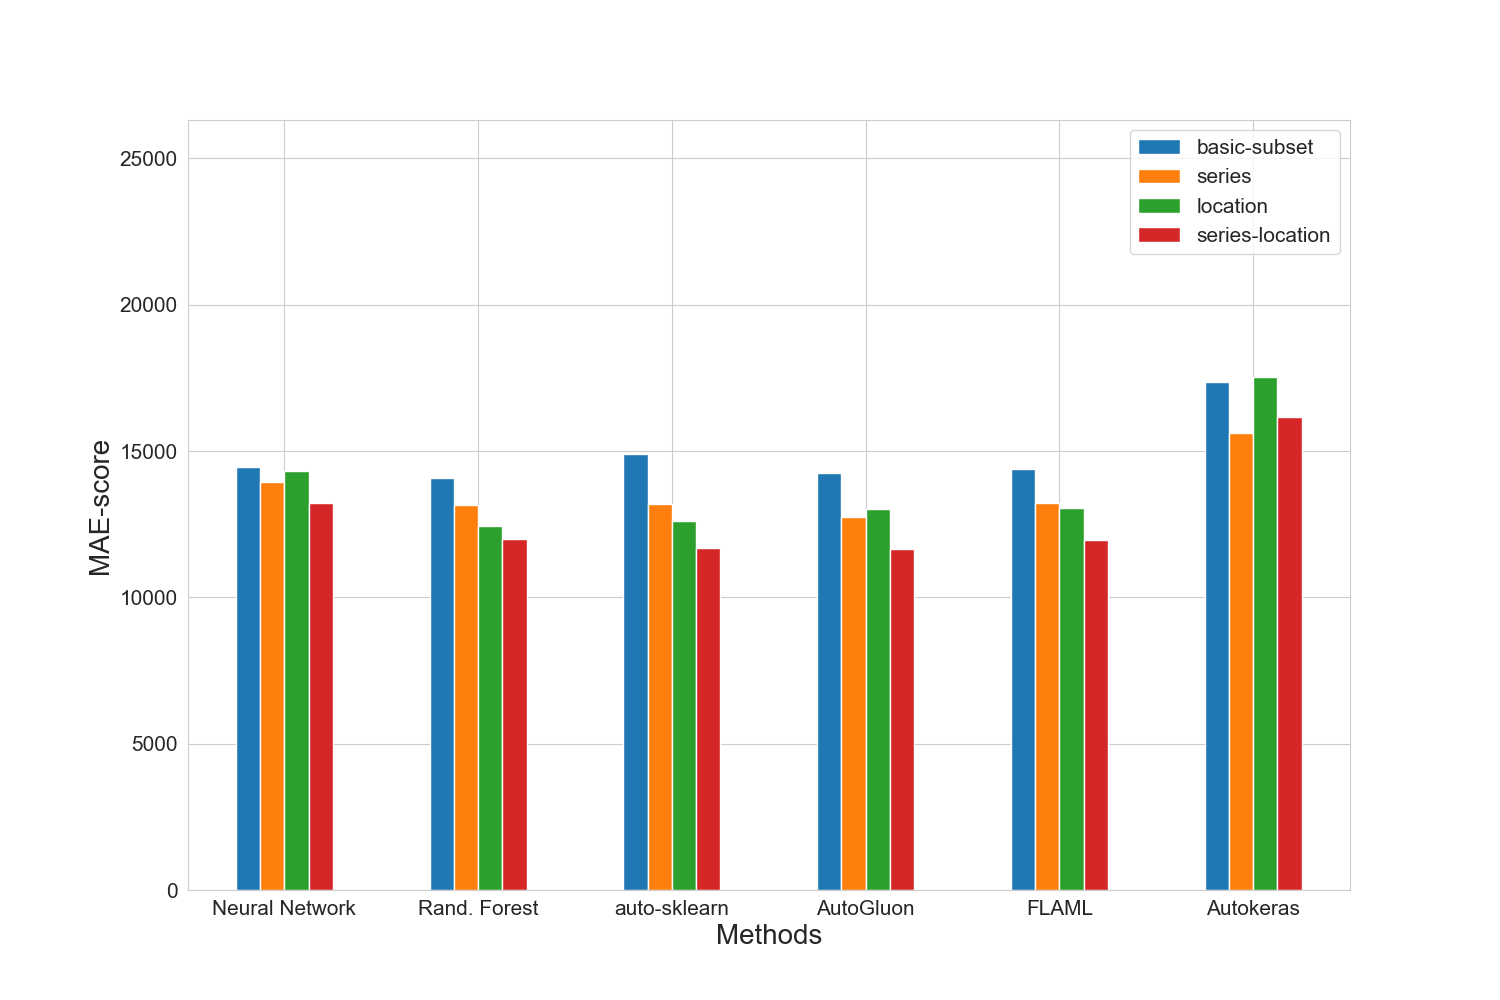 25000
20000
15000
10000
5000
0
MAE-score
basic-subset
series
location
series-location
Neural Network Rand. Forest auto-sklearn AutoGluon FLAML Autokeras
Methods